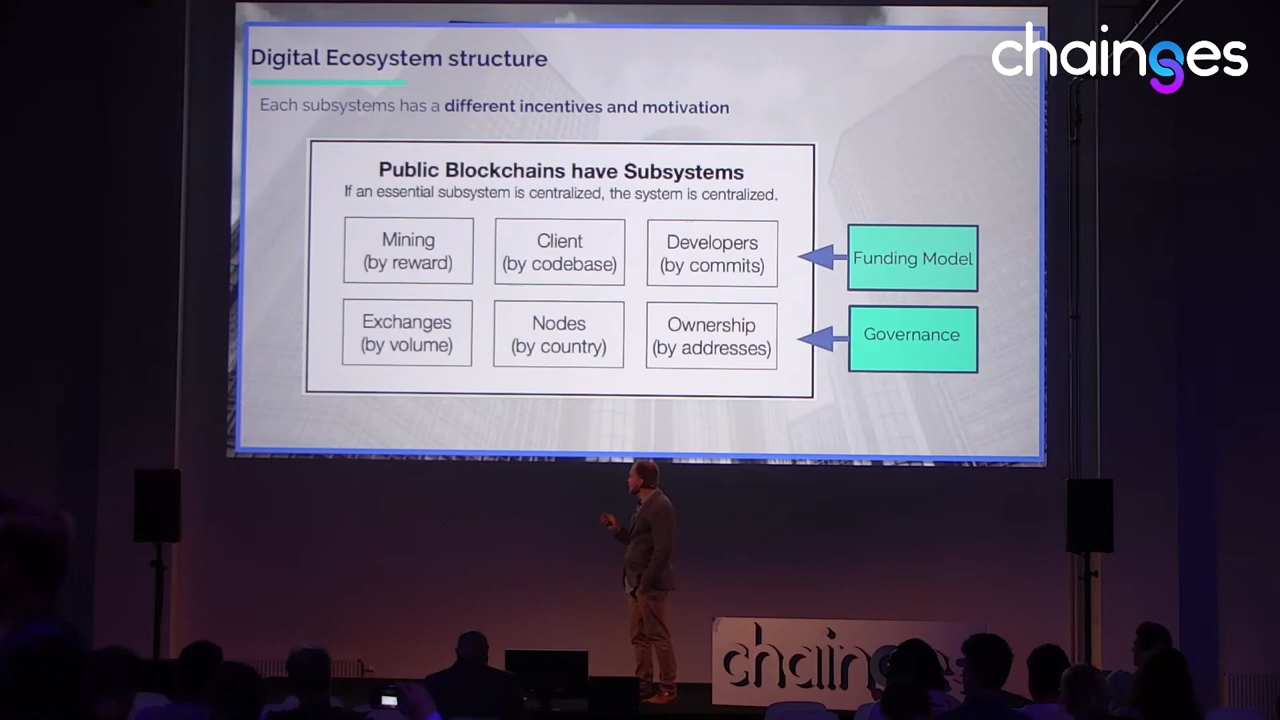 chainges
Digital Ecosystem structure
Each subsystems has a different incentives and motivation
Public Blockchains have Subsystems
If an essential subsystem is centralized, the system is centralized.
Mining
(by reward)
Client
(by codebase)
Developers
(by commits)
Funding Model
Exchanges
(by volume)
Nodes
(by country)
Ownership
(by addresses)
Governance
chainges